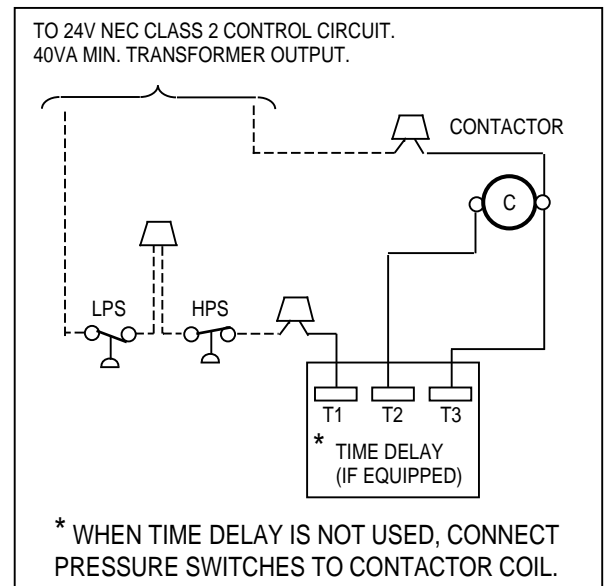 TO 24V NEC CLASS 2 CONTROL CIRCUIT.
40VA MIN. TRANSFORMER OUTPUT.
CONTACTOR
C
LPS
HPS
T1
T2
T3
* TIME DELAY
(IF EQUIPPED)
* WHEN TIME DELAY IS NOT USED, CONNECT
PRESSURE SWITCHES TO CONTACTOR COIL.